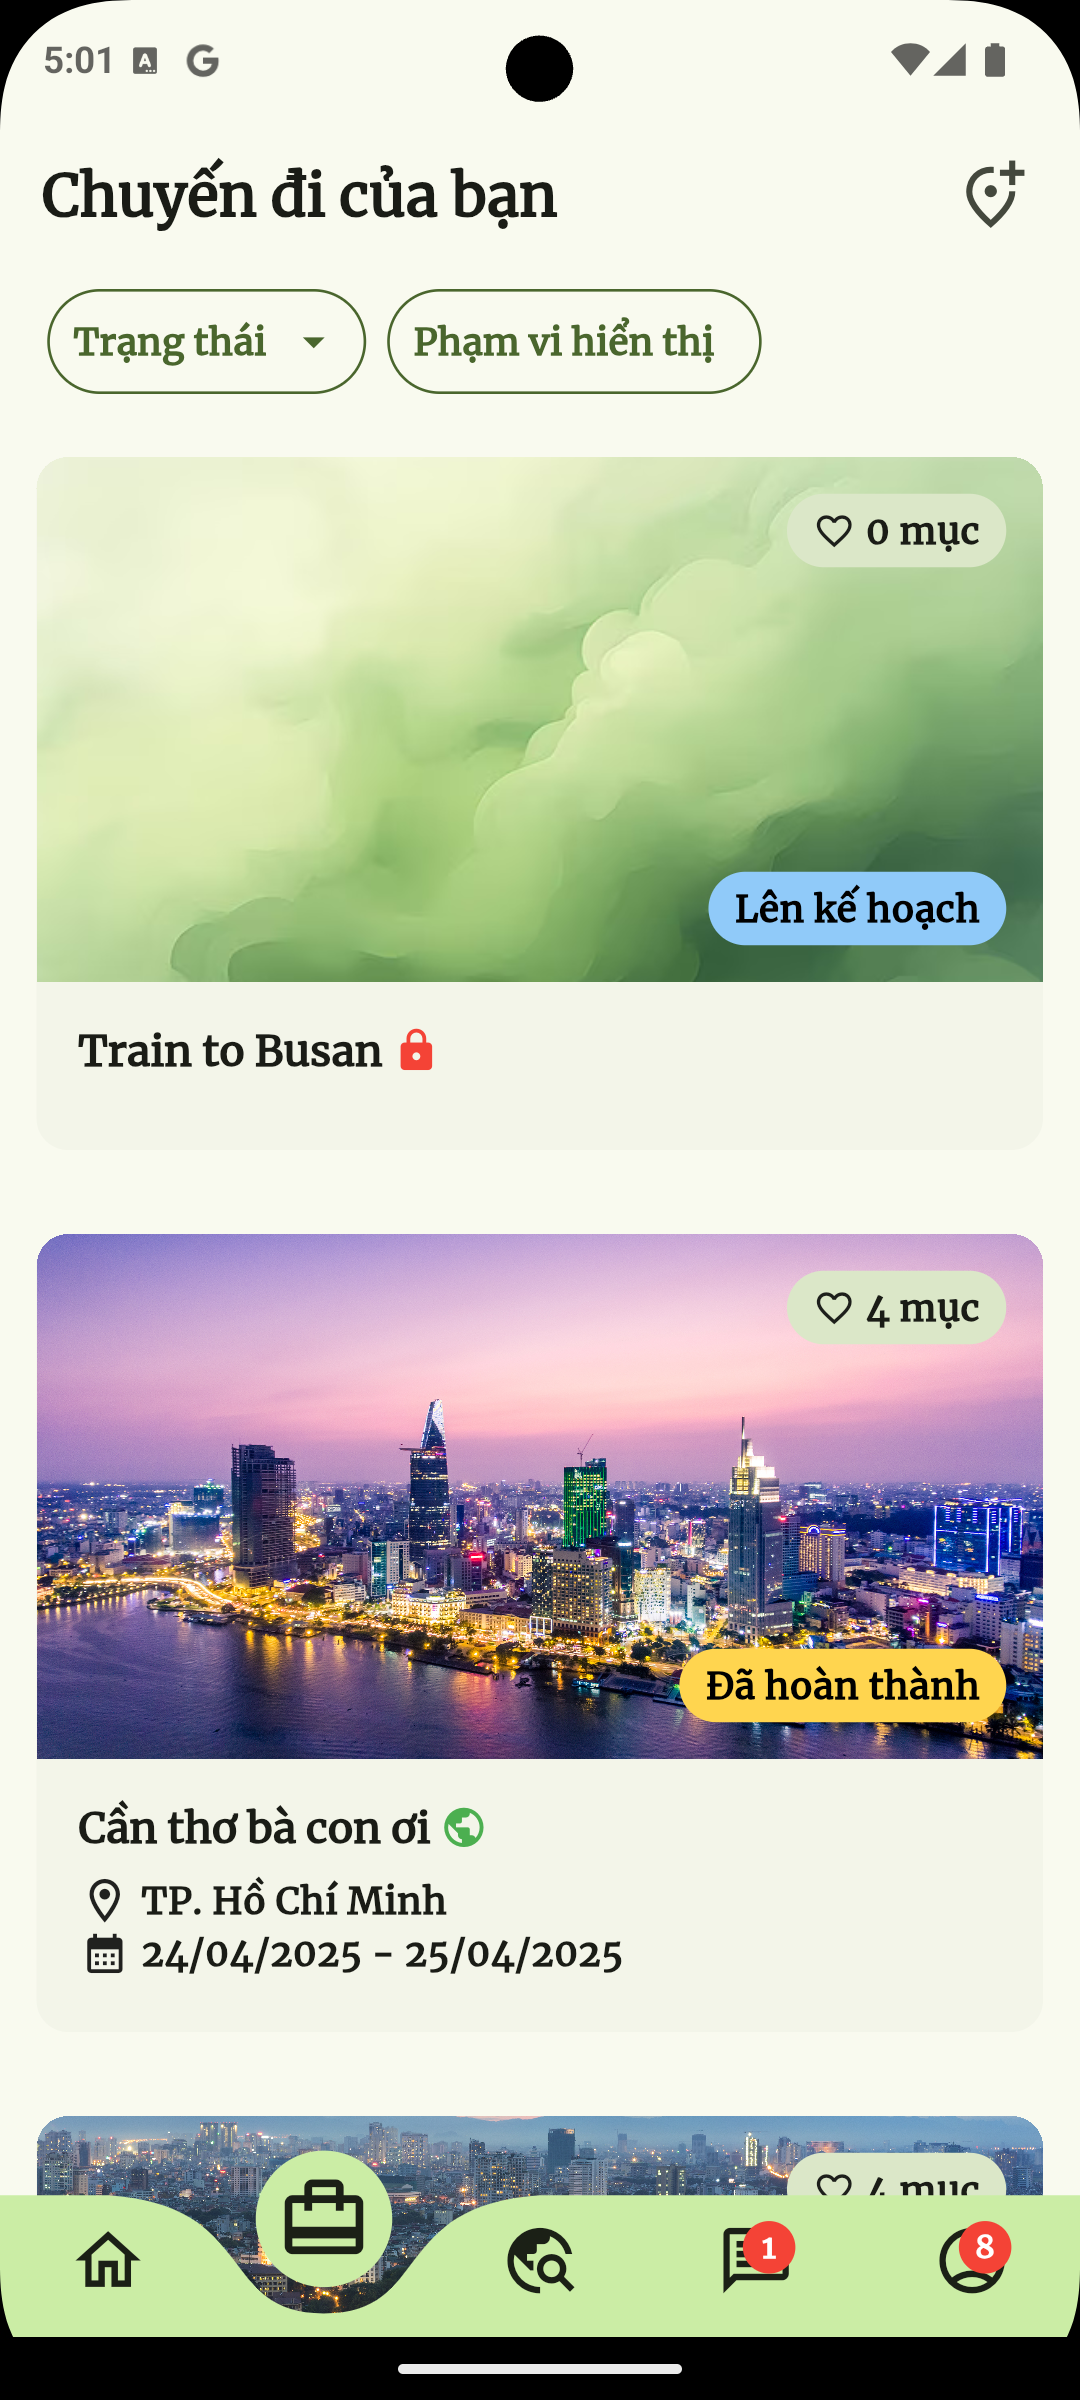 5:01
Chuyến đi của bạn
Trạng thái
Phạm vi hiển thị
0 mục
Lên kế hoạch
Train to Busan
4 mục
Đã hoàn thành
Cần thơ bà con ơi
TP. Hồ Chí Minh
24/04/2025 - 25/04/2025
4 mục
1
8